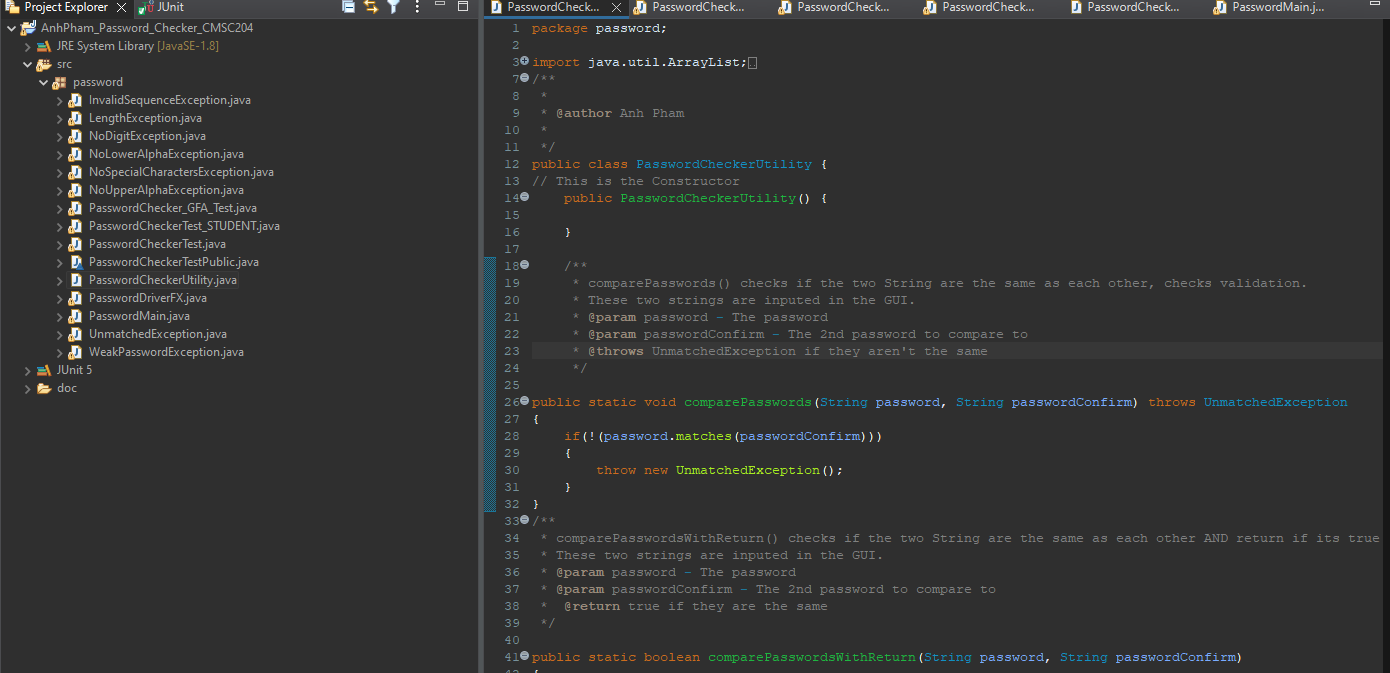 Project Explorer
JUnit
AnhPham_Password_Checker_CMSC204
JRE System Library [JavaSE-1.8]
src
password
InvalidSequenceException.java
LengthException.java
NoDigitException.java
NoLowerAlphaException.java
NoSpecialCharactersException.java
NoUpperAlphaException.java
PasswordChecker_GFA_Test.java
PasswordCheckerTest_STUDENT.java
PasswordCheckerTest.java
PasswordCheckerTestPublic.java
PasswordCheckerUtility.java
PasswordDriverFX.java
PasswordMain.java
UnmatchedException.java
WeakPasswordException.java
JUnit 5
doc
PasswordCheck... PasswordCheck... PasswordCheck... PasswordCheck... PasswordCheck... PasswordMain.j...
1 package password;
2
3 import java.util.ArrayList;
7 /**
8 *
9 * @author Anh Pham
10 *
11 */
12 public class PasswordCheckerUtility {
13 // This is the Constructor
14 public PasswordCheckerUtility() {
15
16 }
17
18 /**
19 * comparePasswords() checks if the two String are the same as each other, checks validation.
20 * These two strings are inputed in the GUI.
21 * @param password – The password
22 * @param passwordConfirm – The 2nd password to compare to
23 * @throws UnmatchedException if they aren't the same
24 */
25
26 public static void comparePasswords(String password, String passwordConfirm) throws UnmatchedException
27 {
28 if(!(password.matches(passwordConfirm)))
29 {
30 throw new UnmatchedException();
31 }
32 }
33 /**
34 * comparePasswordsWithReturn() checks if the two String are the same as each other AND return if its true
35 * These two strings are inputed in the GUI.
36 * @param password – The password
37 * @param passwordConfirm – The 2nd password to compare to
38 * @return true if they are the same
39 */
40
41 public static boolean comparePasswordsWithReturn(String password, String passwordConfirm)